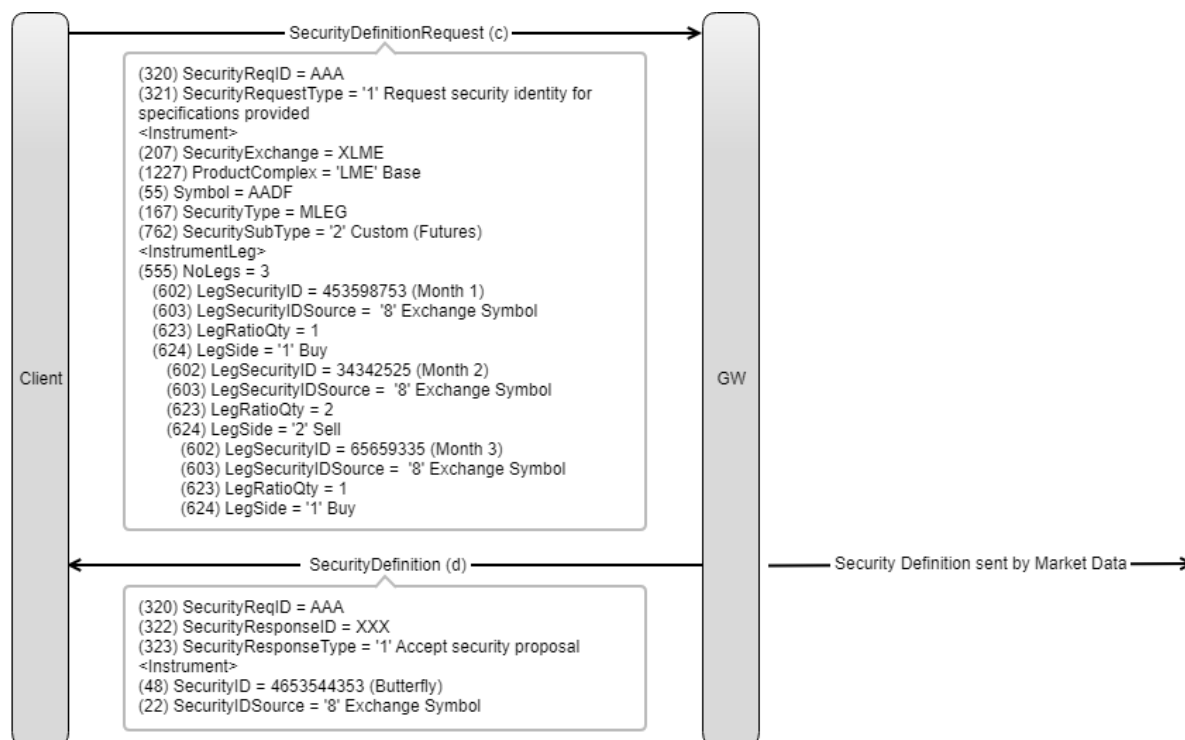 SecurityDefinitionRequest (c)
(320) SecurityReqID = AAA
(321) SecurityRequestType = '1' Request security identity for
specifications provided
<Instrument>
(207) SecurityExchange = XLME
(1227) ProductComplex = 'LME' Base
(55) Symbol = AADF
(167) SecurityType = MLEG
(762) SecuritySubType = '2' Custom (Futures)
<InstrumentLeg>
(555) NoLegs = 3
(602) LegSecurityID = 453598753 (Month 1)
(603) LegSecurityIDSource = '8' Exchange Symbol
(623) LegRatioQty = 1
(624) LegSide = '1' Buy
(602) LegSecurityID = 34342525 (Month 2)
(603) LegSecurityIDSource = '8' Exchange Symbol
(623) LegRatioQty = 2
(624) LegSide = '2' Sell
(602) LegSecurityID = 65659335 (Month 3)
(603) LegSecurityIDSource = '8' Exchange Symbol
(623) LegRatioQty = 1
(624) LegSide = '1' Buy
Client
GW
SecurityDefinition (d)
Security Definition sent by Market Data
(320) SecurityReqID = AAA
(322) SecurityResponseID = XXX
(323) SecurityResponseType = '1' Accept security proposal
<Instrument>
(48) SecurityID = 4653544353 (Butterfly)
(22) SecurityIDSource = '8' Exchange Symbol